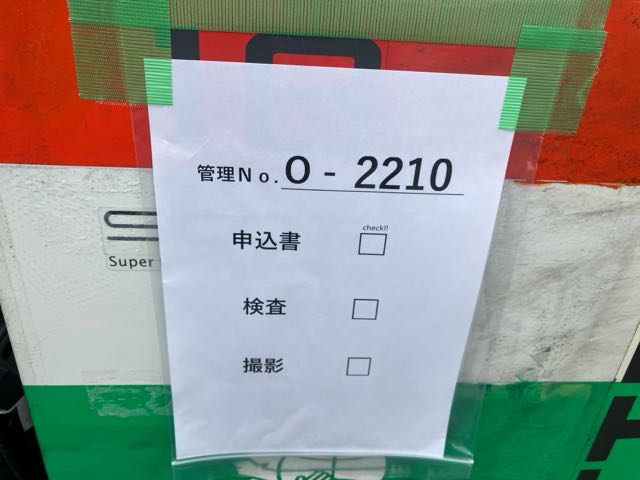 管理No. O - 2210
check!!
申込書 □
検査 □
撮影 □
Super